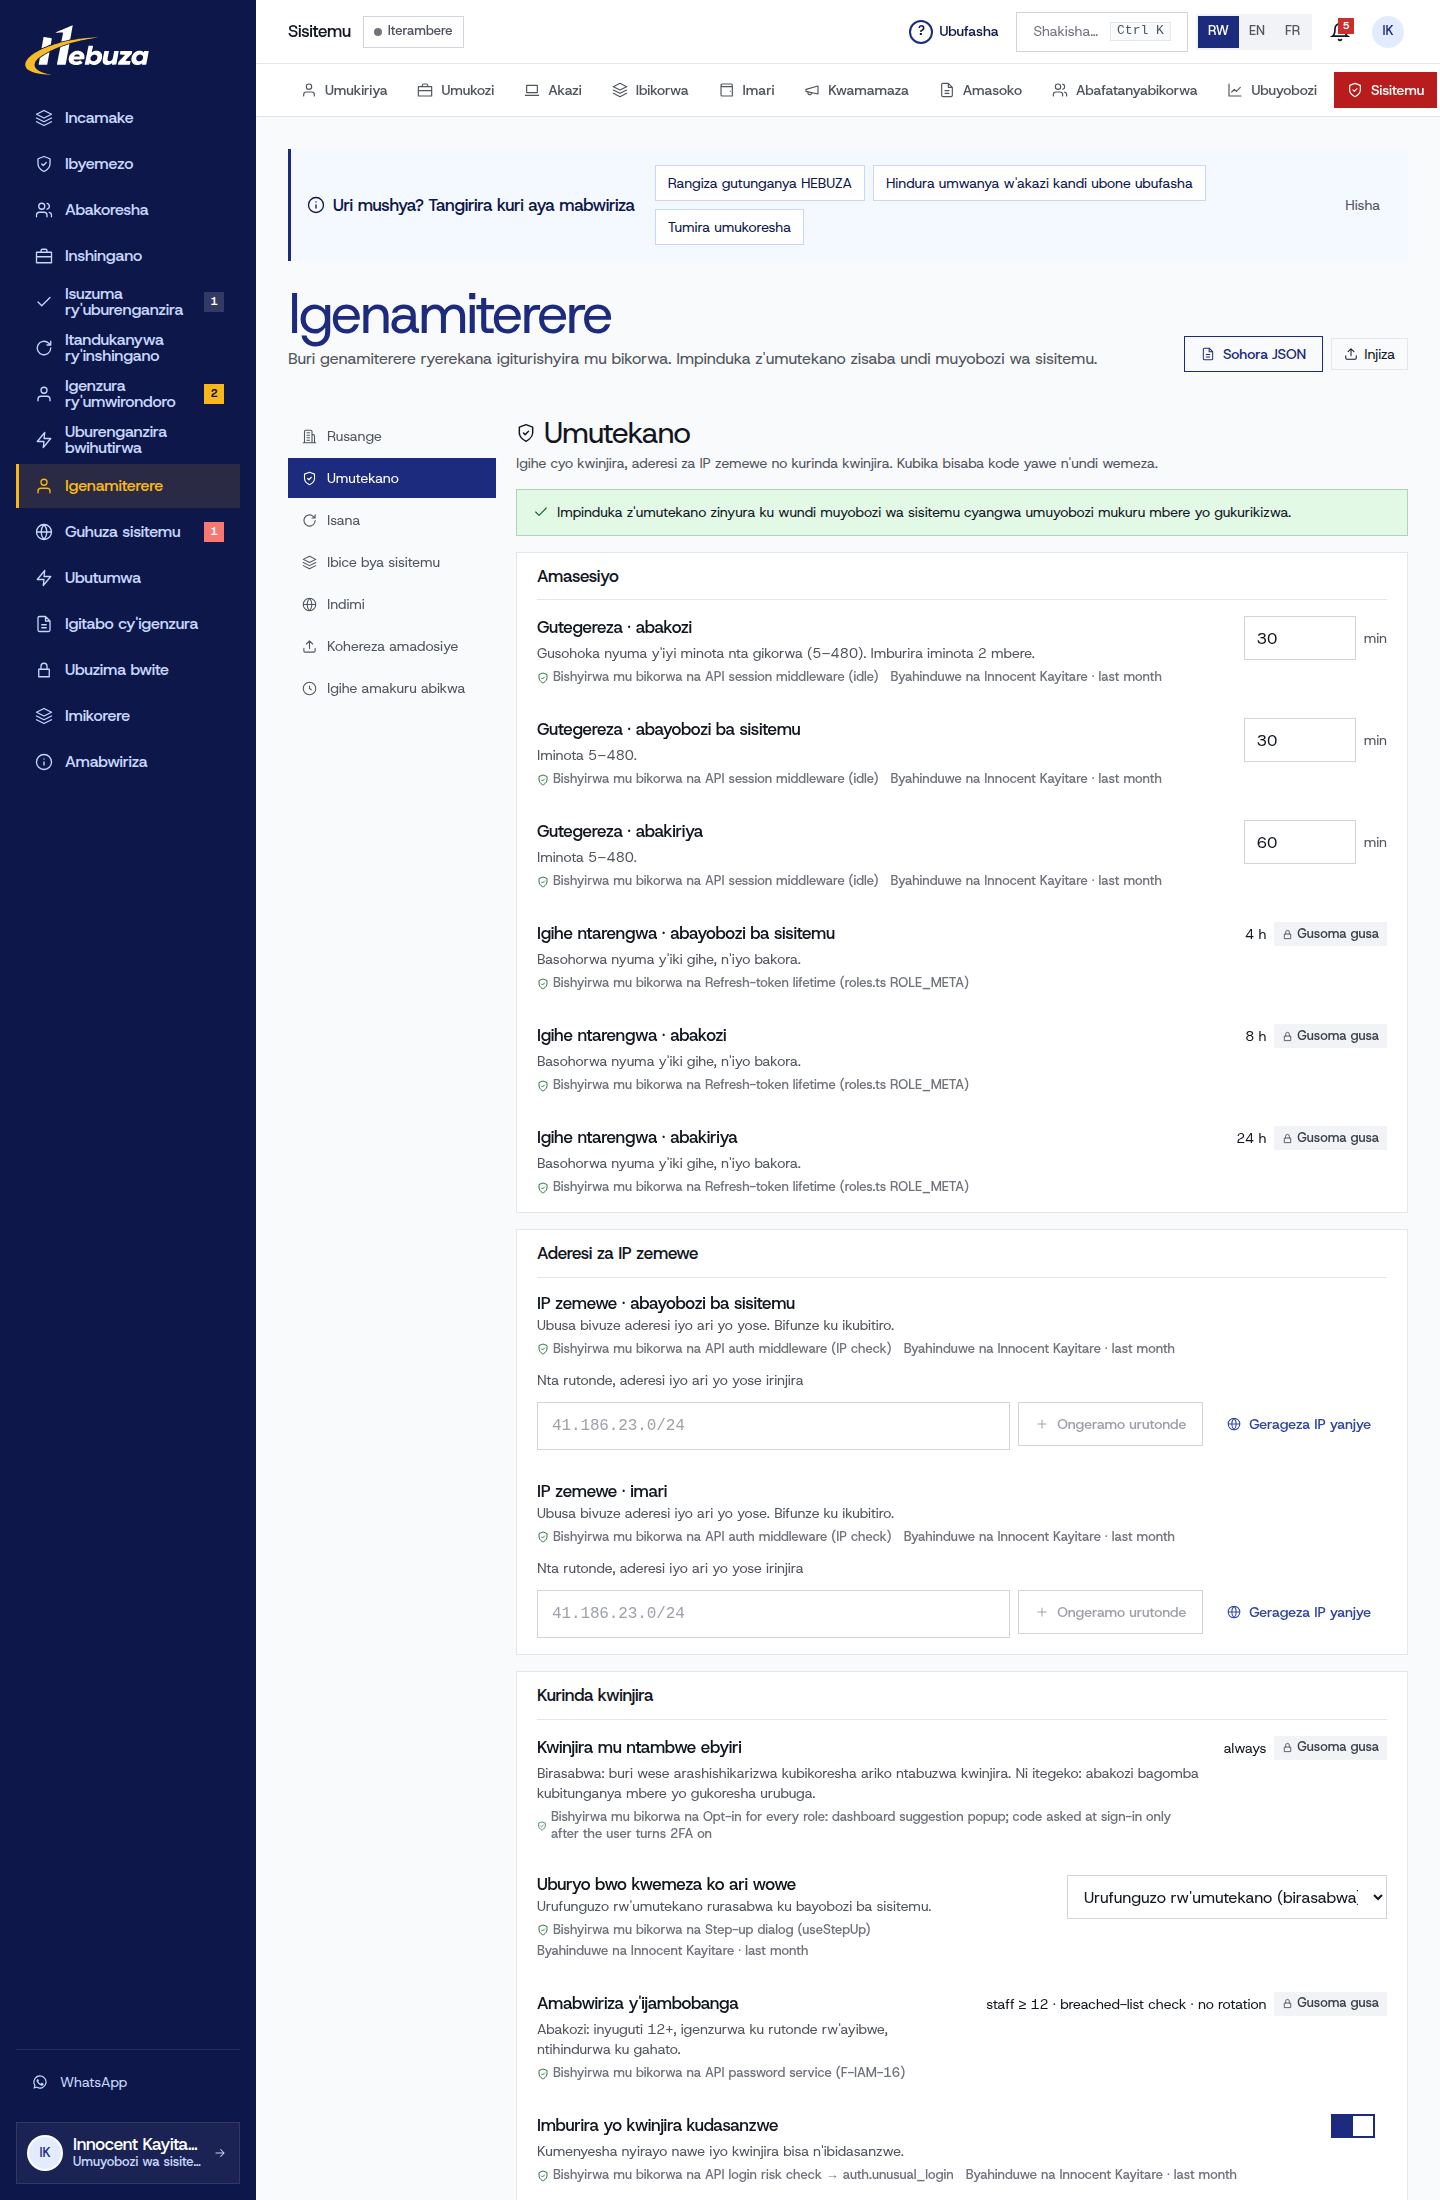 Hebuza
Incamake
Ibyemezo
Abakoresha
Inshingano
Isuzuma
ry'uburenganzira
1
Itandukanywa
ry'inshingano
Igenzura
ry'umwirondoro
2
Uburenganzira
bwihutirwa
Igenamiterere
Guhuza sisitemu
1
Ubutumwa
Igitabo cy'igenzura
Ubuzima bwite
Imikorere
Amabwiriza
WhatsApp
IK
Innocent Kayita...
Umuyobozi wa sisite...
Sisitemu
Iterambere
? Ubufasha
Shakisha... Ctrl K
RW EN FR
5
IK
Umukiriya
Umukozi
Akazi
Ibikorwa
Imari
Kwamamaza
Amasoko
Abafatanyabikorwa
Ubuyobozi
Sisitemu
Uri mushya? Tangirira kuri aya mabwiriza
Rangiza gutunganya HEBUZA
Hindura umwanya w'akazi kandi ubone ubufasha
Tumira umukoresha
Hisha
Igenamiterere
Buri genamiterere ryerekana igiturishyira mu bikorwa. Impinduka z'umutekano zisaba undi muyobozi wa sisitemu.
Sohora JSON
Injiza
Rusange
Umutekano
Isana
Ibice bya sisitemu
Indimi
Kohereza amadosiye
Igihe amakuru abikwa
Umutekano
Igihe cyo kwinjira, aderesi za IP zemewe no kurinda kwinjira. Kubika bisaba kode yawe n'undi wemeza.
Impinduka z'umutekano zinyura ku wundi muyobozi wa sisitemu cyangwa umuyobozi mukuru mbere yo gukurikizwa.
Amasesiyo
Gutegereza · abakozi
30 min
Gusohoka nyuma y'iyi minota nta gikorwa (5–480). Imburira iminota 2 mbere.
Bishyirwa mu bikorwa na API session middleware (idle) Byahinduwe na Innocent Kayitare · last month
Gutegereza · abayobozi ba sisitemu
30 min
Iminota 5–480.
Bishyirwa mu bikorwa na API session middleware (idle) Byahinduwe na Innocent Kayitare · last month
Gutegereza · abakiriya
60 min
Iminota 5–480.
Bishyirwa mu bikorwa na API session middleware (idle) Byahinduwe na Innocent Kayitare · last month
Igihe ntarengwa · abayobozi ba sisitemu
4 h Gusoma gusa
Basohorwa nyuma y'iki gihe, n'iyo bakora.
Bishyirwa mu bikorwa na Refresh-token lifetime (roles.ts ROLE_META)
Igihe ntarengwa · abakozi
8 h Gusoma gusa
Basohorwa nyuma y'iki gihe, n'iyo bakora.
Bishyirwa mu bikorwa na Refresh-token lifetime (roles.ts ROLE_META)
Igihe ntarengwa · abakiriya
24 h Gusoma gusa
Basohorwa nyuma y'iki gihe, n'iyo bakora.
Bishyirwa mu bikorwa na Refresh-token lifetime (roles.ts ROLE_META)
Aderesi za IP zemewe
IP zemewe · abayobozi ba sisitemu
Ubusa bivuze aderesi iyo ari yo yose. Bifunze ku ikubitiro.
Bishyirwa mu bikorwa na API auth middleware (IP check) Byahinduwe na Innocent Kayitare · last month
Nta rutonde, aderesi iyo ari yo yose irinjira
41.186.23.0/24
Ongeramo urutonde
Gerageza IP yanjye
IP zemewe · imari
Ubusa bivuze aderesi iyo ari yo yose. Bifunze ku ikubitiro.
Bishyirwa mu bikorwa na API auth middleware (IP check) Byahinduwe na Innocent Kayitare · last month
Nta rutonde, aderesi iyo ari yo yose irinjira
41.186.23.0/24
Ongeramo urutonde
Gerageza IP yanjye
Kurinda kwinjira
Kwinjira mu ntambwe ebyiri
always Gusoma gusa
Birasabwa: buri wese arashishikarizwa kubikoresha ariko ntabuzwa kwinjira. Ni itegeko: abakozi bagomba
kubitunganya mbere yo gukoresha urubuga.
Bishyirwa mu bikorwa na Opt-in for every role: dashboard suggestion popup; code asked at sign-in only
after the user turns 2FA on
Uburyo bwo kwemeza ko ari wowe
Urufunguzo rw'umutekano (birasabwa)
Urufunguzo rw'umutekano rurasabwa ku bayobozi ba sisitemu.
Bishyirwa mu bikorwa na Step-up dialog (useStepUp)
Byahinduwe na Innocent Kayitare · last month
Amabwiriza y'ijambobanga
staff ≥ 12 · breached-list check · no rotation Gusoma gusa
Abakozi: inyuguti 12+, igenzurwa ku rutonde rw'ayibwe,
ntihindurwa ku gahato.
Bishyirwa mu bikorwa na API password service (F-IAM-16)
Imburira yo kwinjira kudasanzwe
Kumenyesha nyirayo nawe iyo kwinjira bisa n'ibidasanzwe.
Bishyirwa mu bikorwa na API login risk check → auth.unusual_login Byahinduwe na Innocent Kayitare · last month